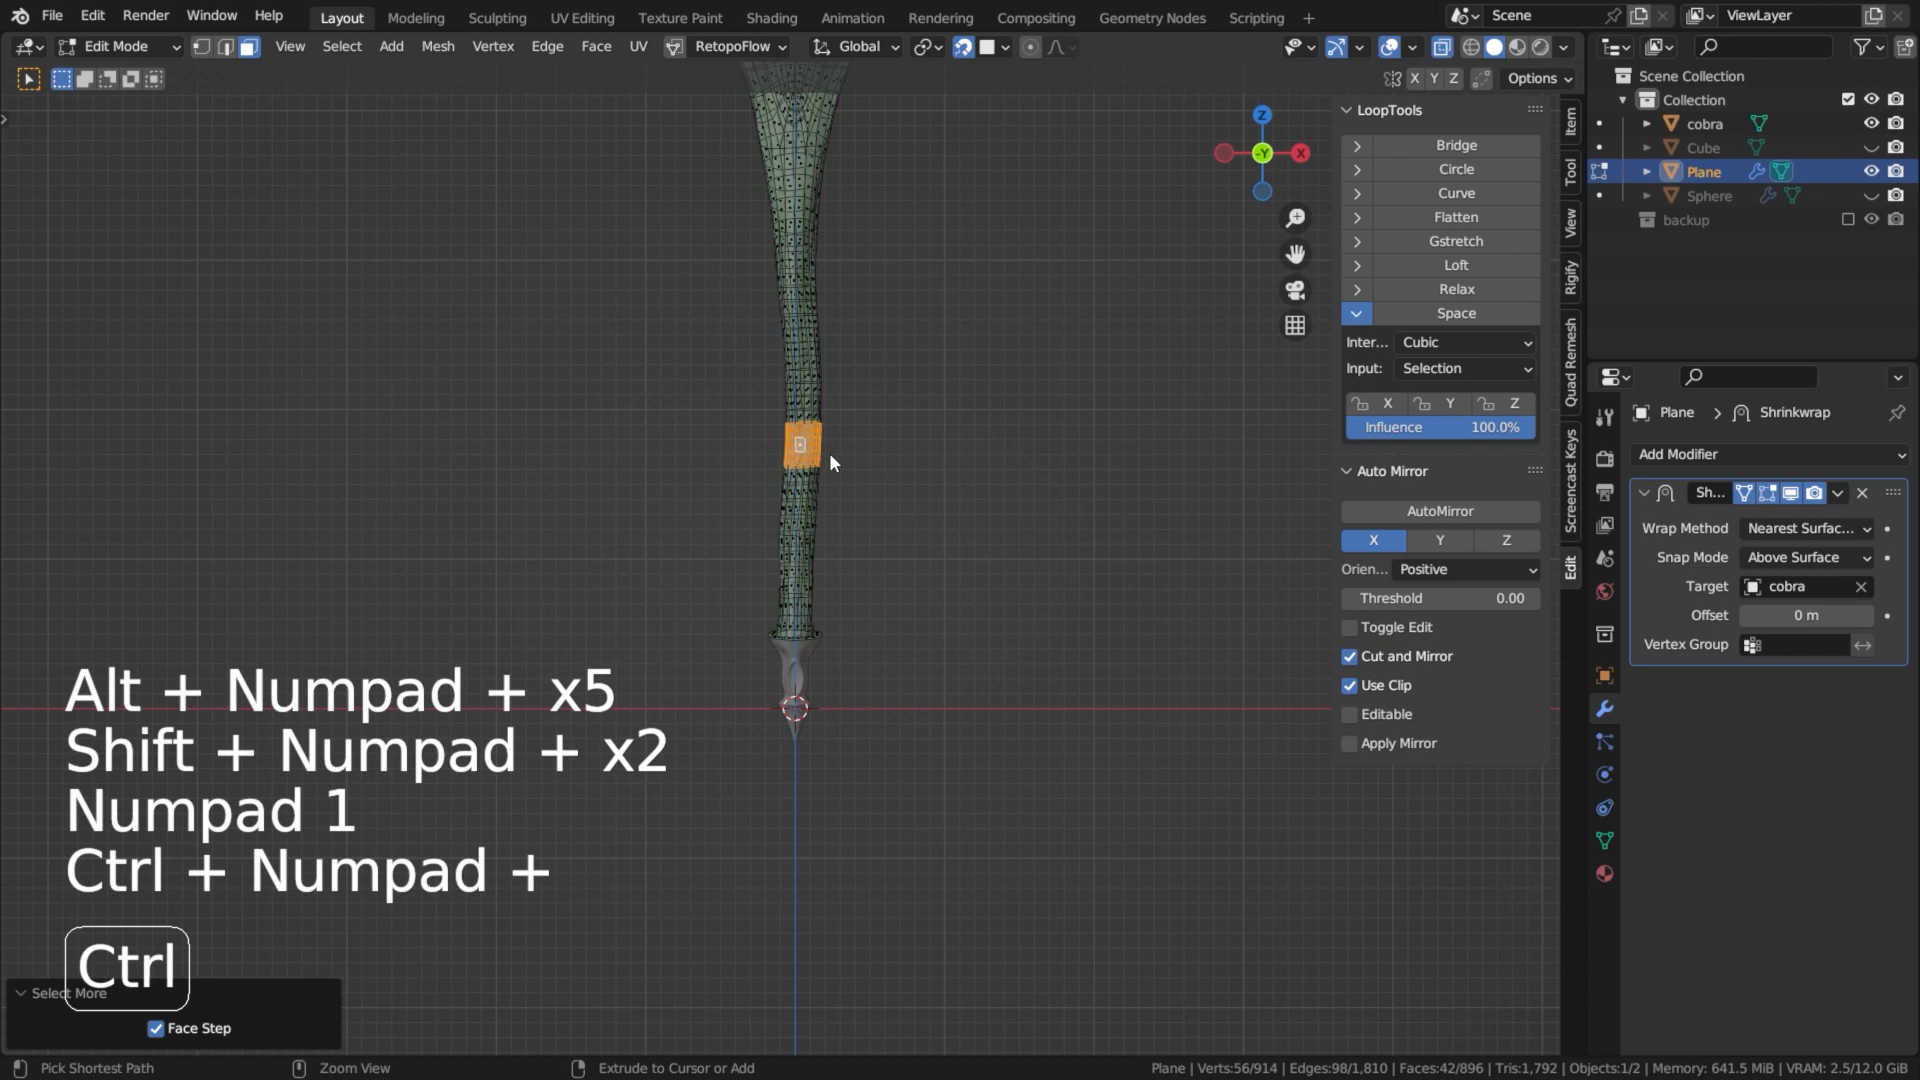 File Edit Render Window Help Layout Modeling Sculpting UV Editing Texture Paint Shading Animation Rendering Compositing Geometry Nodes Scripting + Scene ViewLayer
Edit Mode View Select Add Mesh Vertex Edge Face UV RetopoFlow Global
X Y Z Options
Scene Collection
Collection
cobra
Cube
Plane
Sphere
backup
Z
-Y
X
LoopTools
Bridge
Circle
Curve
Flatten
Gstretch
Loft
Relax
Space
Inter... Cubic
Input: Selection
X Y Z
Influence 100.0%
Auto Mirror
AutoMirror
X Y Z
Orien... Positive
Threshold 0.00
Toggle Edit
Cut and Mirror
Use Clip
Editable
Apply Mirror
Item
Tool
View
Rigify
Quad Remesh
Screencast Keys
Edit
Plane > Shrinkwrap
Add Modifier
Sh...
Wrap Method Nearest Surfac...
Snap Mode Above Surface
Target cobra
Offset 0 m
Vertex Group
Alt + Numpad + x5
Shift + Numpad + x2
Numpad 1
Ctrl + Numpad +
Ctrl
Select More
Face Step
Pick Shortest Path Zoom View Extrude to Cursor or Add Plane | Verts:56/914 | Edges:98/1,810 | Faces:42/896 | Tris:1,792 | Objects:1/2 | Memory: 641.5 MiB | VRAM: 2.5/12.0 GiB